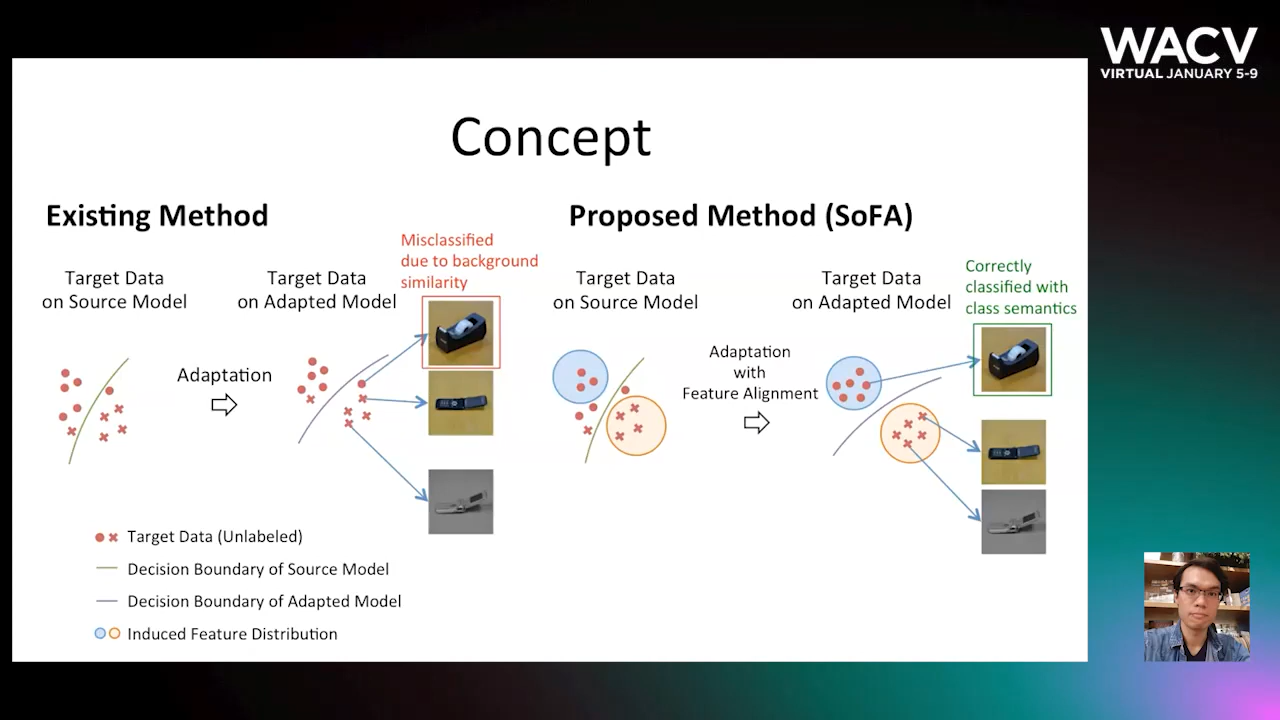 WACV
VIRTUAL JANUARY 5-9
Concept
Existing Method
Proposed Method (SoFA)
Misclassified
due to background
similarity
Target Data
on Source Model
Target Data
on Adapted Model
Adaptation
Target Data
on Source Model
Adaptation
with
Feature Alignment
Target Data
on Adapted Model
Correctly
classified with
class semantics
Target Data (Unlabeled)
Decision Boundary of Source Model
Decision Boundary of Adapted Model
Induced Feature Distribution